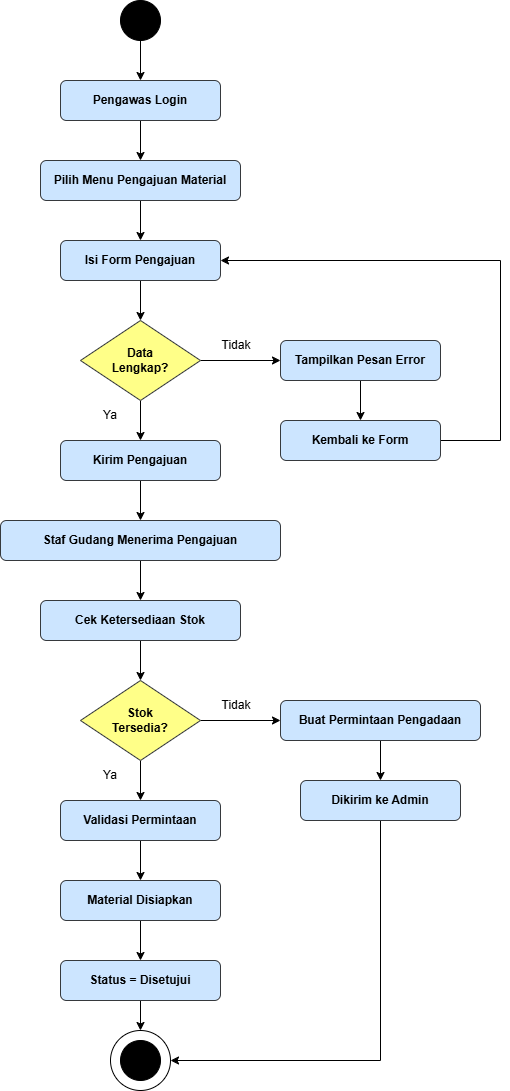 Pengawas Login
Pilih Menu Pengajuan Material
Isi Form Pengajuan
Data
Lengkap?
Tidak
Tampilkan Pesan Error
Kembali ke Form
Ya
Kirim Pengajuan
Staf Gudang Menerima Pengajuan
Cek Ketersediaan Stok
Stok
Tersedia?
Tidak
Buat Permintaan Pengadaan
Dikirim ke Admin
Ya
Validasi Permintaan
Material Disiapkan
Status = Disetujui